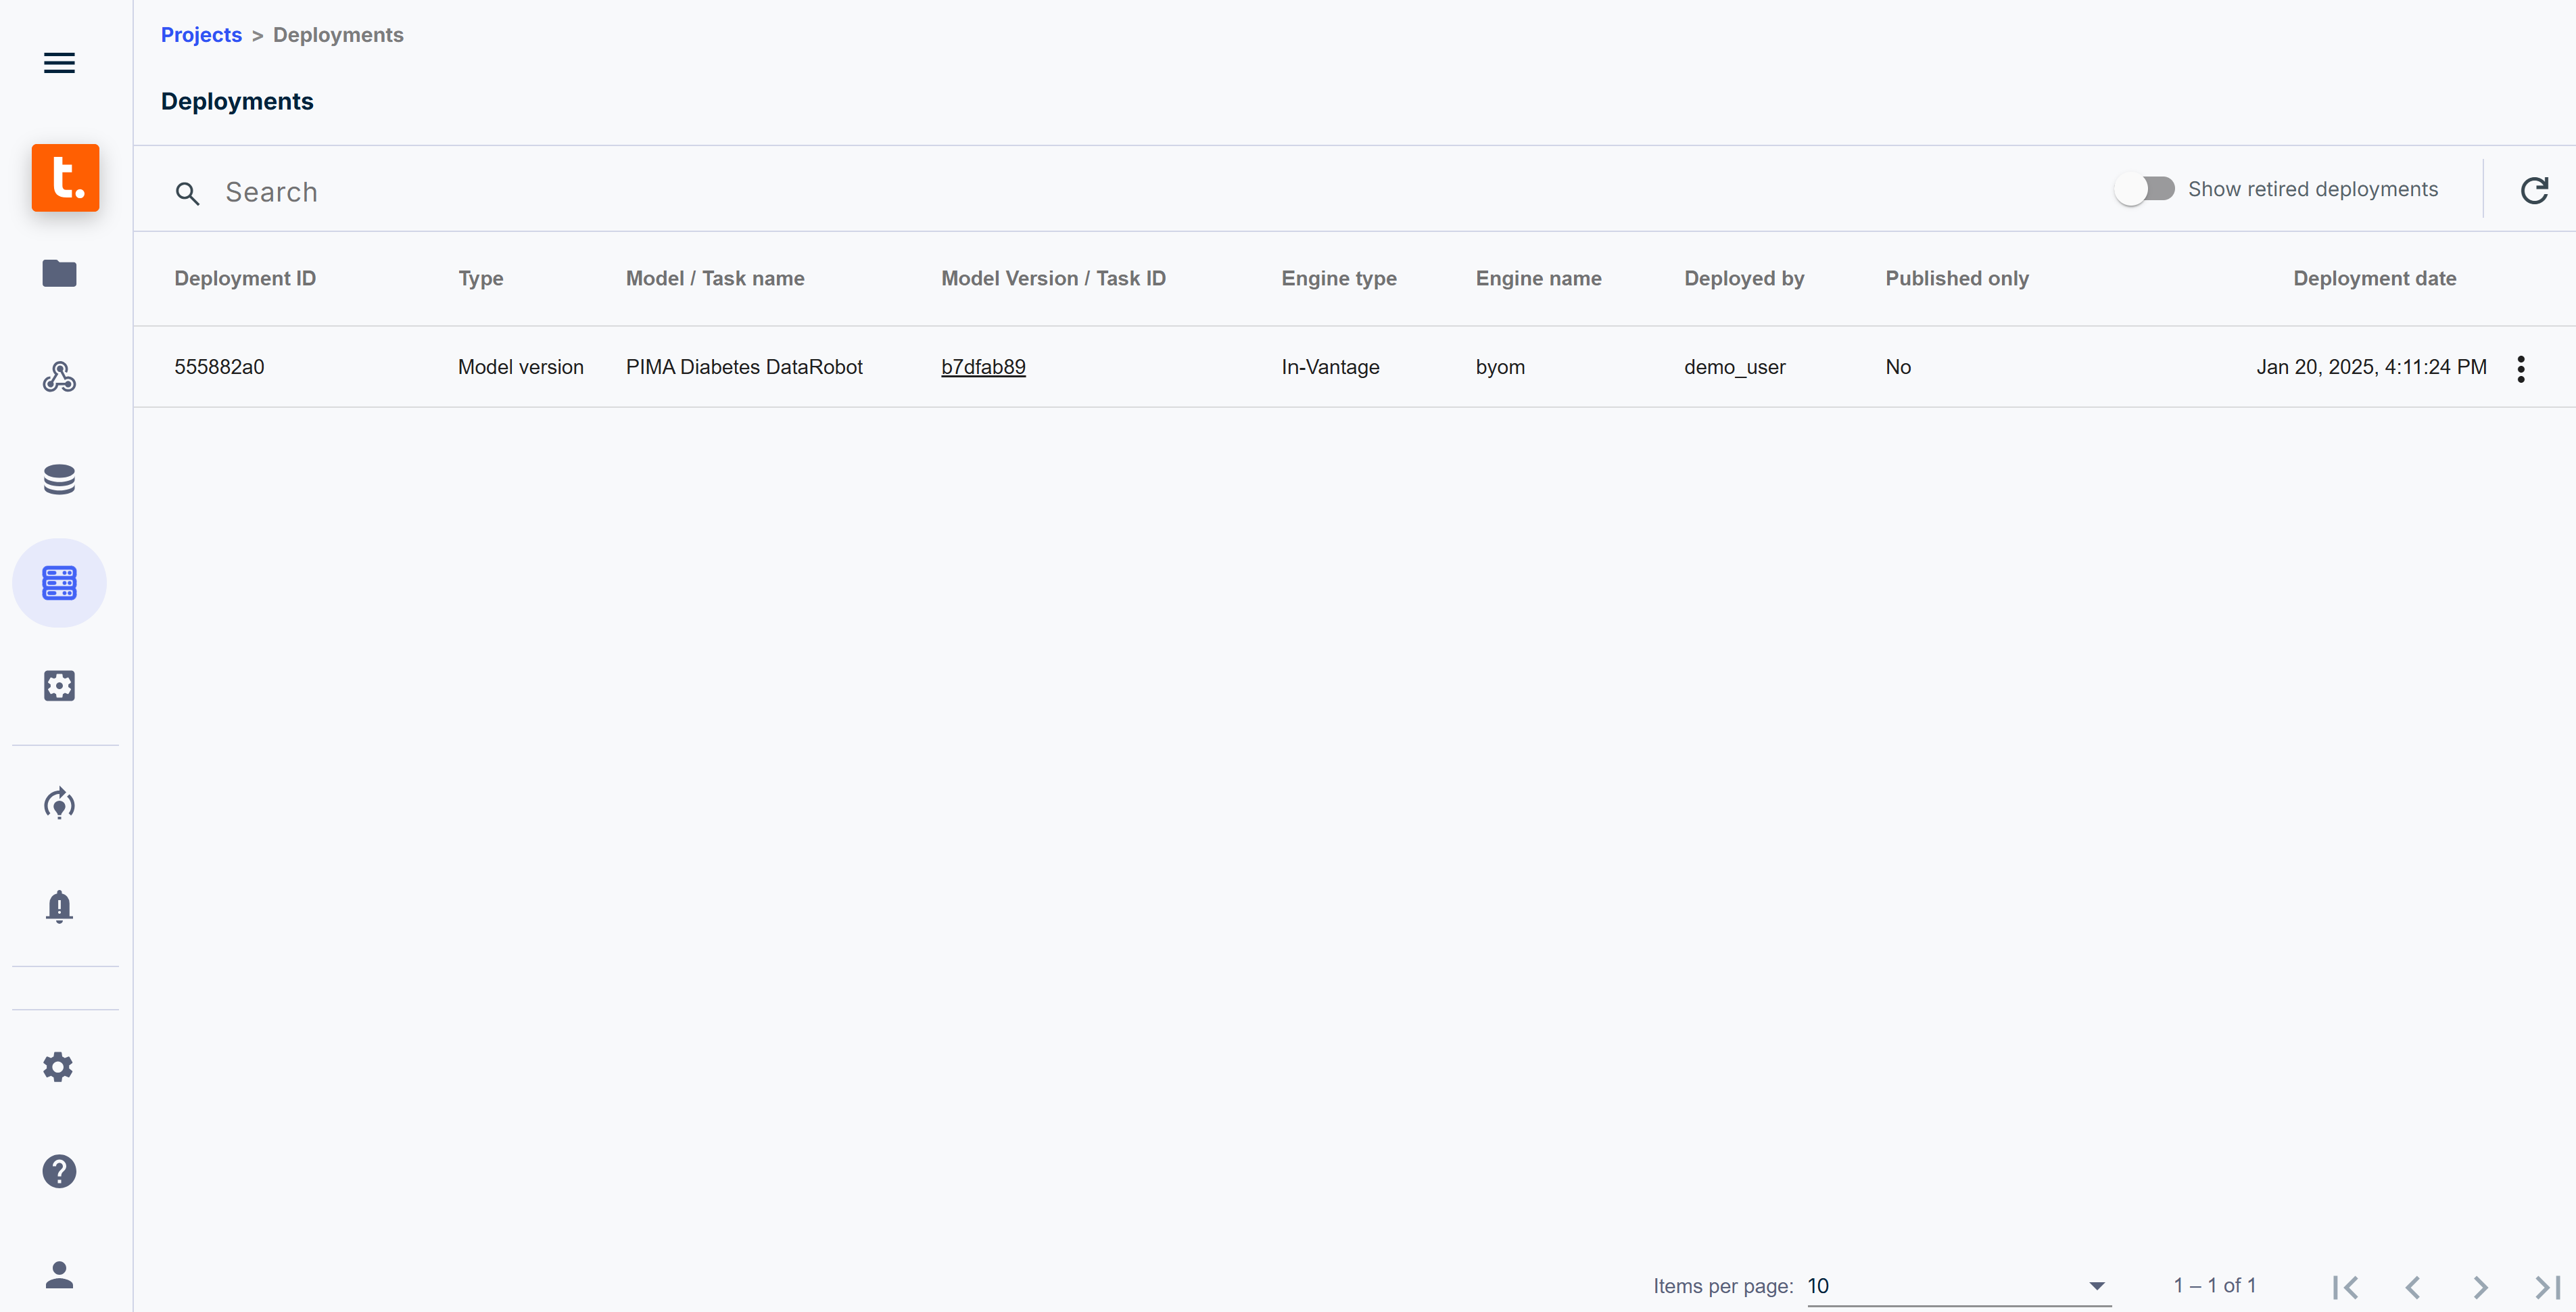 Projects > Deployments
Deployments
t.
Search
Show retired deployments
Deployment ID Type Model / Task name Model Version / Task ID Engine type Engine name Deployed by Published only Deployment date
555882a0 Model version PIMA Diabetes DataRobot b7dfab89 In-Vantage byom demo_user No Jan 20, 2025, 4:11:24 PM
Items per page: 10 1 – 1 of 1